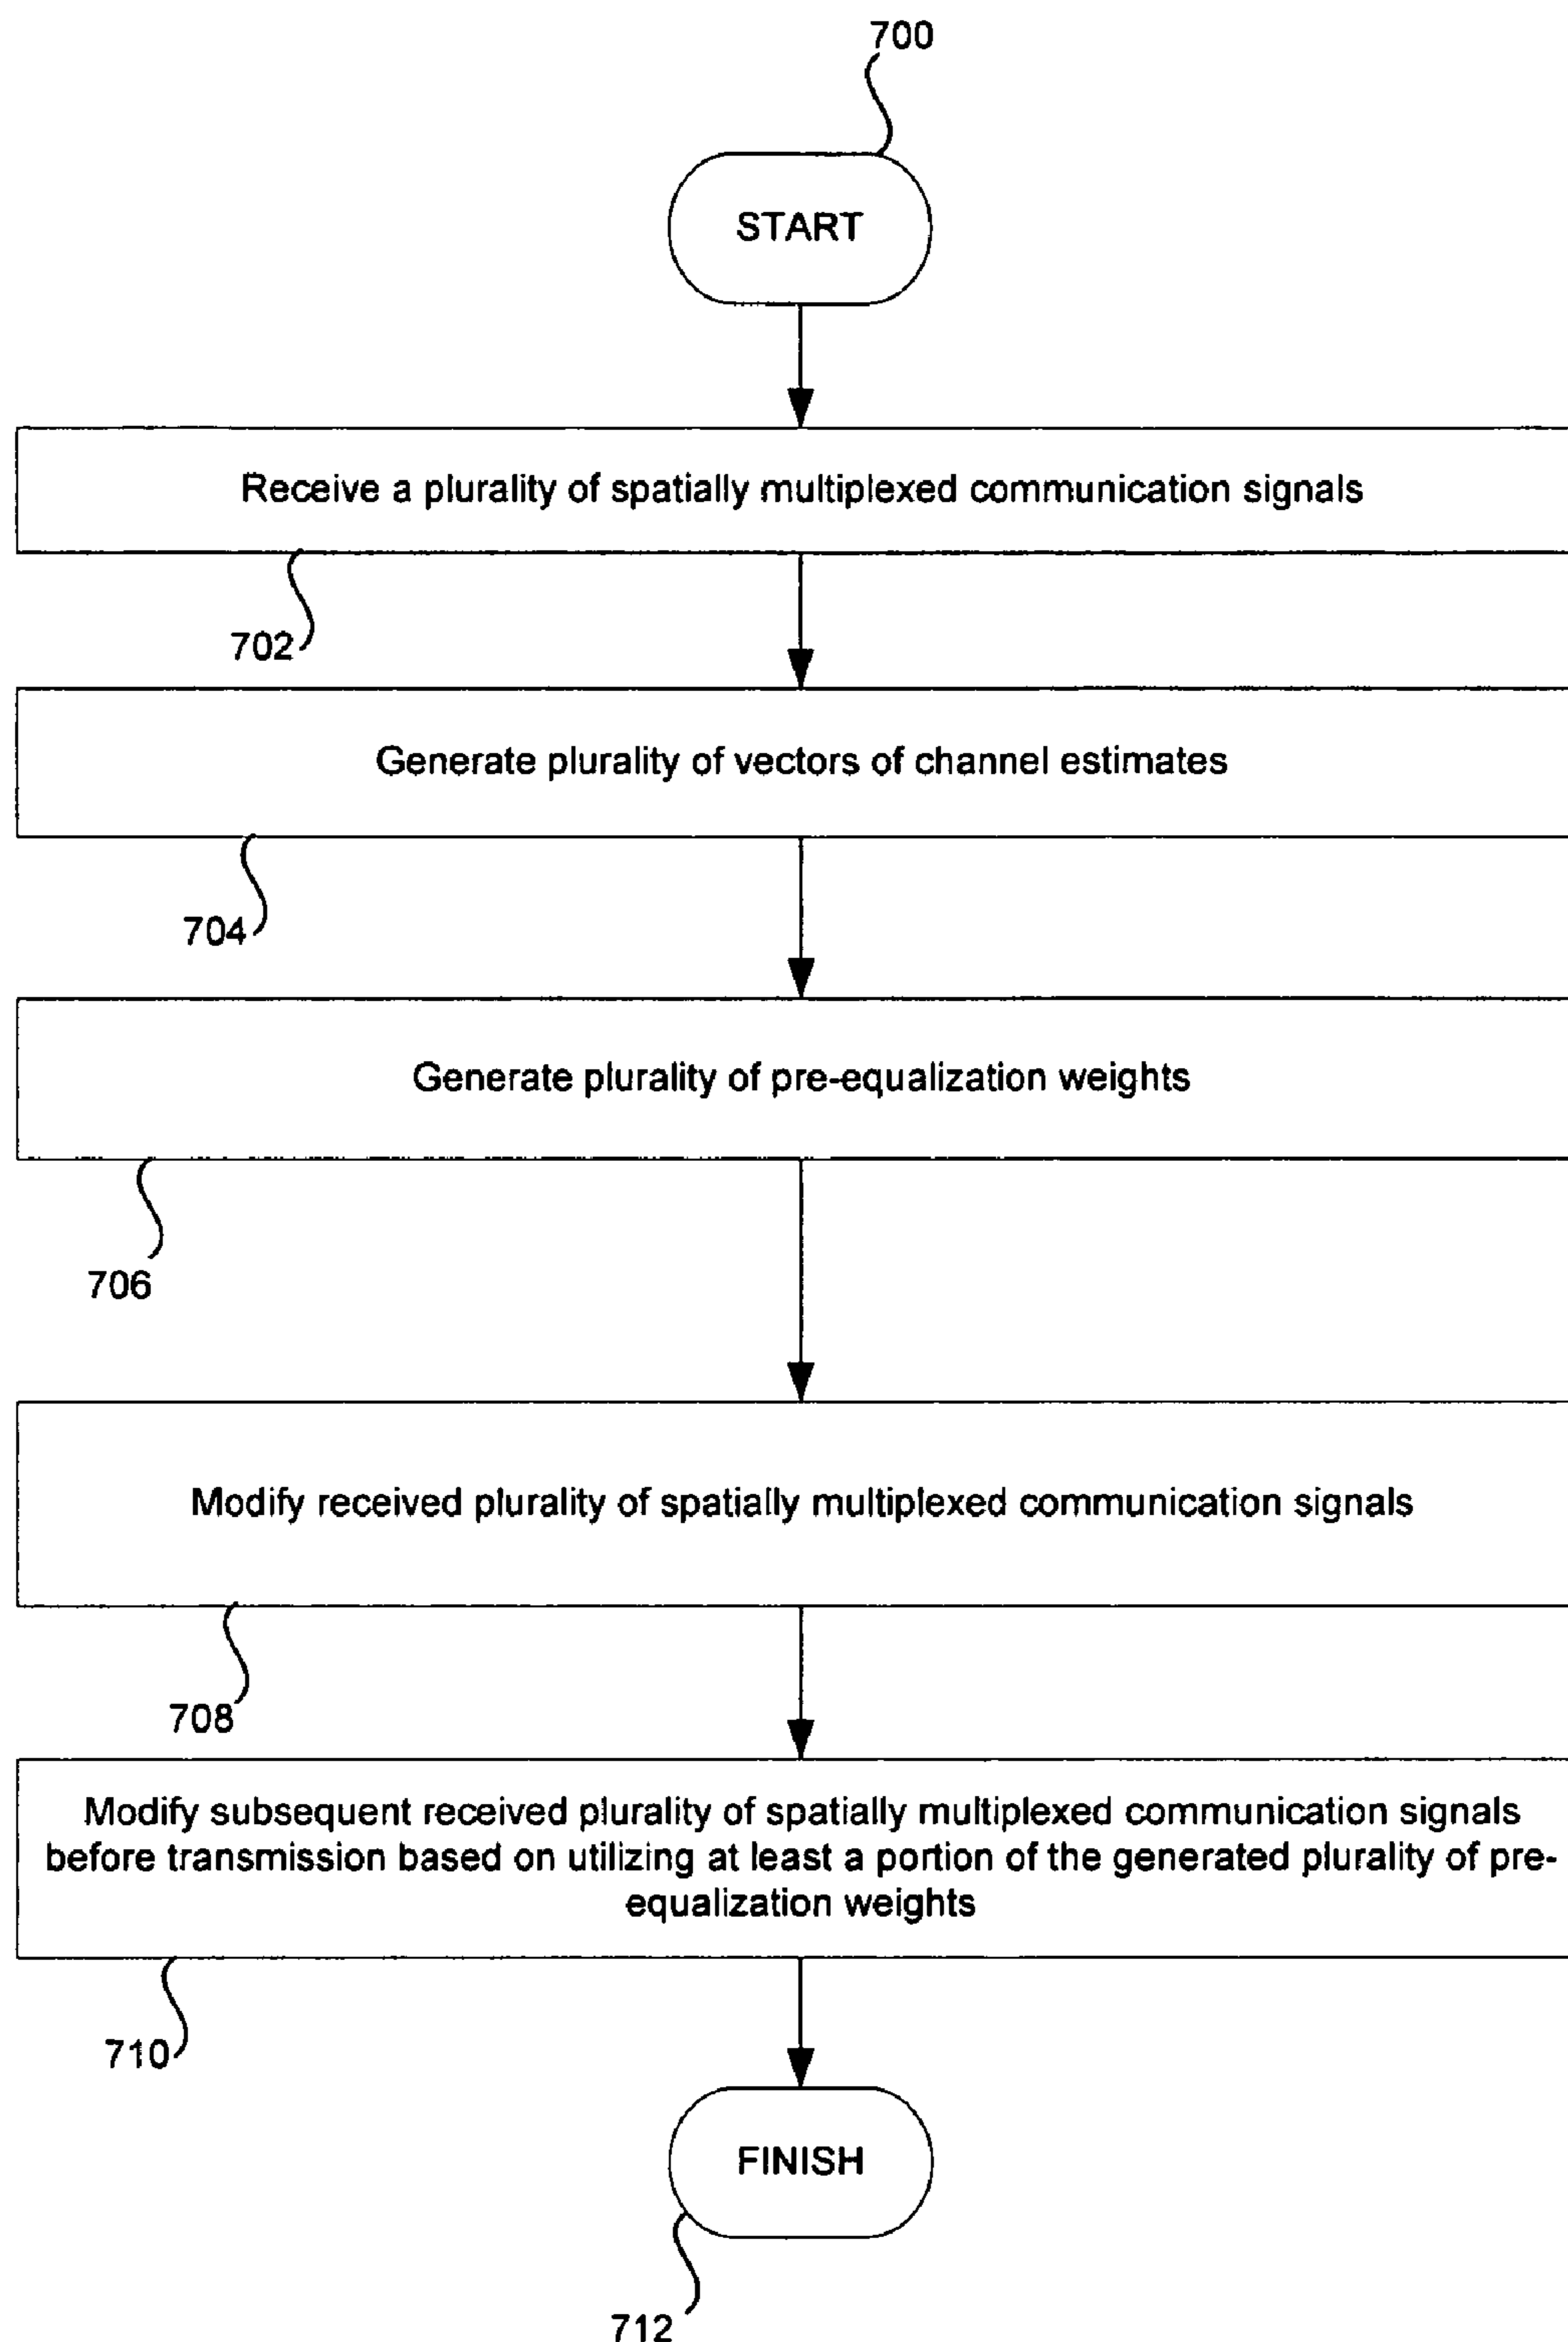 700
START
Receive a plurality of spatially multiplexed communication signals
702
Generate plurality of vectors of channel estimates
704
Generate plurality of pre-equalization weights
706
Modify received plurality of spatially multiplexed communication signals
708
Modify subsequent received plurality of spatially multiplexed communication signals
before transmission based on utilizing at least a portion of the generated plurality of pre-
equalization weights
710
FINISH
712